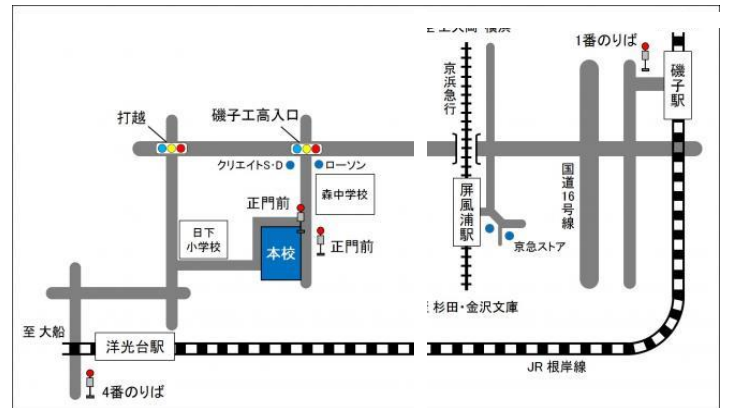 1番のりば
磯子駅
京浜急行
打越
磯子工高入口
クリエイトS・D
ローソン
森中学校
正門前
正門前
日下
小学校
本校
屏風浦駅
京急ストア
国道16号線
杉田・金沢文庫
至 大船
洋光台駅
JR 根岸線
4番のりば